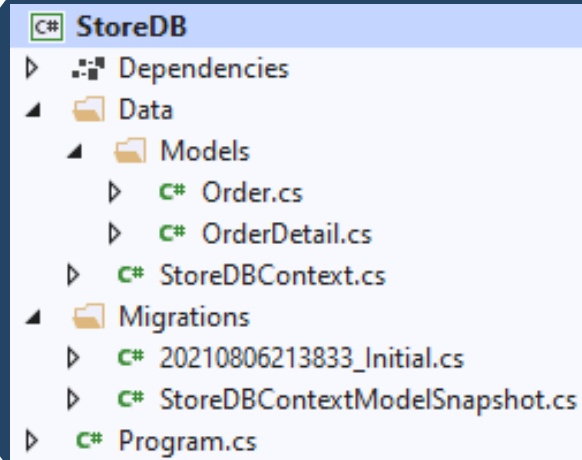 C# StoreDB
Dependencies
Data
Models
C# Order.cs
C# OrderDetail.cs
C# StoreDBContext.cs
Migrations
C# 20210806213833_Initial.cs
C# StoreDBContextModelSnapshot.cs
C# Program.cs